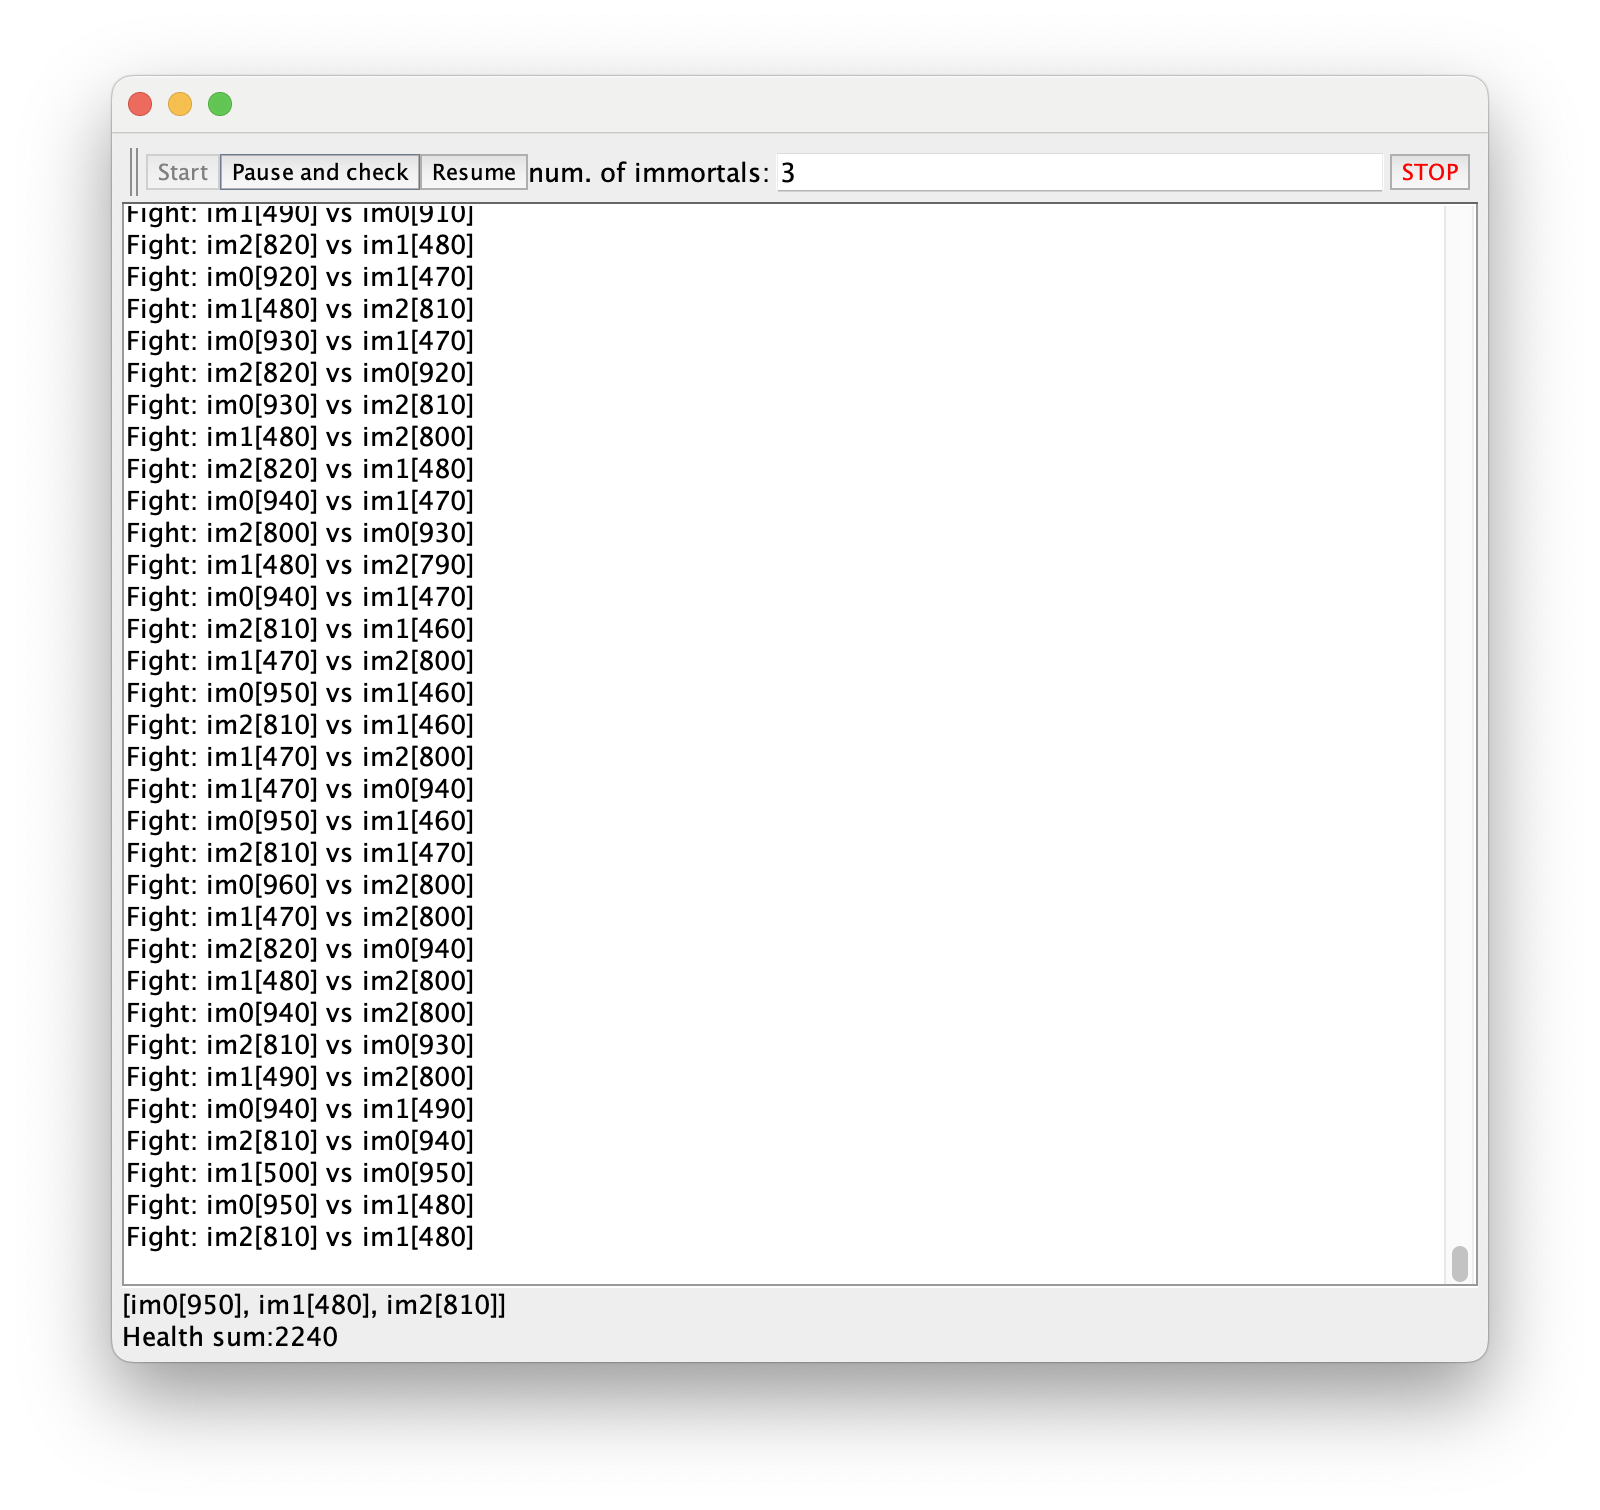 Start Pause and check Resume num. of immortals: 3 STOP
Fight: im1[490] vs im0[910]
Fight: im2[820] vs im1[480]
Fight: im0[920] vs im1[470]
Fight: im1[480] vs im2[810]
Fight: im0[930] vs im1[470]
Fight: im2[820] vs im0[920]
Fight: im0[930] vs im2[810]
Fight: im1[480] vs im2[800]
Fight: im2[820] vs im1[480]
Fight: im0[940] vs im1[470]
Fight: im2[800] vs im0[930]
Fight: im1[480] vs im2[790]
Fight: im0[940] vs im1[470]
Fight: im2[810] vs im1[460]
Fight: im1[470] vs im2[800]
Fight: im0[950] vs im1[460]
Fight: im2[810] vs im1[460]
Fight: im1[470] vs im2[800]
Fight: im1[470] vs im0[940]
Fight: im0[950] vs im1[460]
Fight: im2[810] vs im1[470]
Fight: im0[960] vs im2[800]
Fight: im1[470] vs im2[800]
Fight: im2[820] vs im0[940]
Fight: im1[480] vs im2[800]
Fight: im0[940] vs im2[800]
Fight: im2[810] vs im0[930]
Fight: im1[490] vs im2[800]
Fight: im0[940] vs im1[490]
Fight: im2[810] vs im0[940]
Fight: im1[500] vs im0[950]
Fight: im0[950] vs im1[480]
Fight: im2[810] vs im1[480]
[im0[950], im1[480], im2[810]]
Health sum:2240